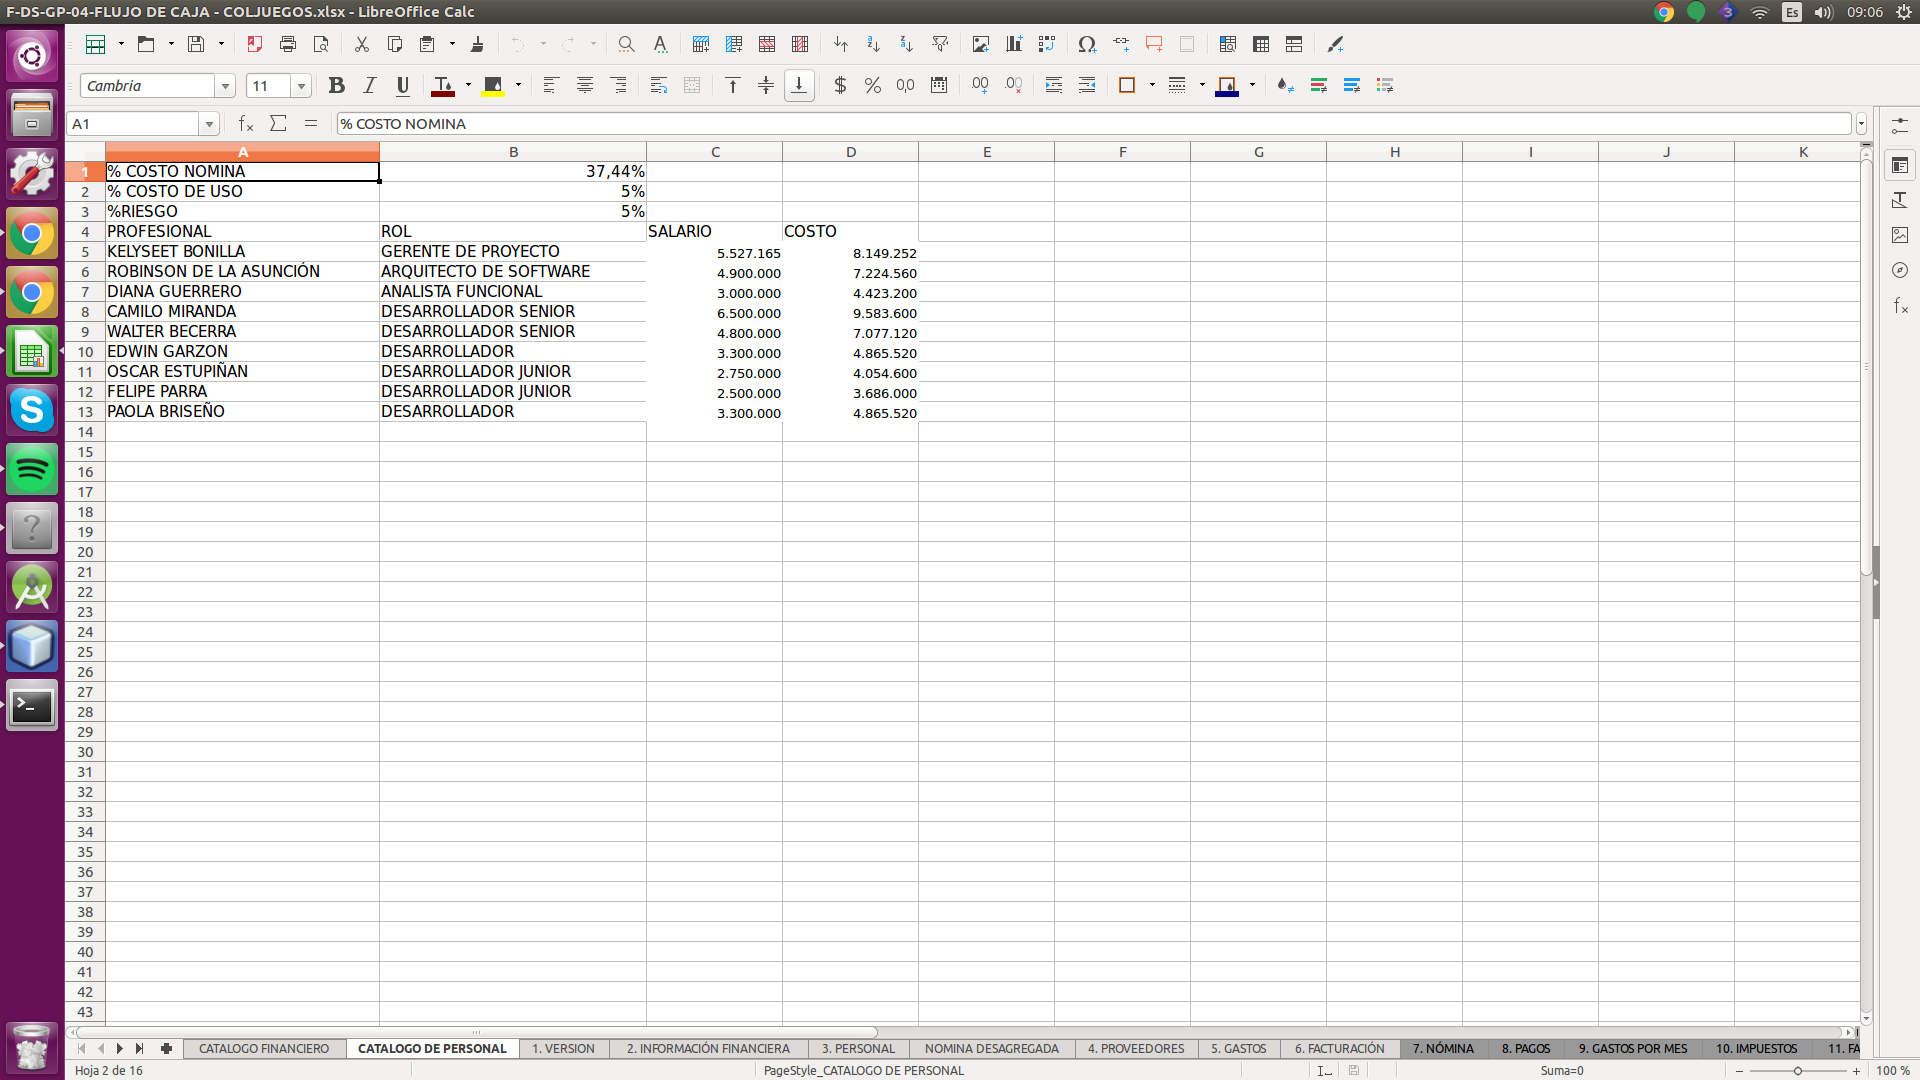 F-DS-GP-04-FLUJO DE CAJA - COLJUEGOS.xlsx - LibreOffice Calc
3 Es 09:06
Cambria 11
A1 % COSTO NOMINA
A B C D E F G H I J K
1 % COSTO NOMINA 37,44%
2 % COSTO DE USO 5%
3 %RIESGO 5%
4 PROFESIONAL ROL SALARIO COSTO
5 KELYSEET BONILLA GERENTE DE PROYECTO 5.527.165 8.149.252
6 ROBINSON DE LA ASUNCIÓN ARQUITECTO DE SOFTWARE 4.900.000 7.224.560
7 DIANA GUERRERO ANALISTA FUNCIONAL 3.000.000 4.423.200
8 CAMILO MIRANDA DESARROLLADOR SENIOR 6.500.000 9.583.600
9 WALTER BECERRA DESARROLLADOR SENIOR 4.800.000 7.077.120
10 EDWIN GARZON DESARROLLADOR 3.300.000 4.865.520
11 OSCAR ESTUPIÑAN DESARROLLADOR JUNIOR 2.750.000 4.054.600
12 FELIPE PARRA DESARROLLADOR JUNIOR 2.500.000 3.686.000
13 PAOLA BRISEÑO DESARROLLADOR 3.300.000 4.865.520
14
15
16
17
18
19
20
21
22
23
24
25
26
27
28
29
30
31
32
33
34
35
36
37
38
39
40
41
42
43
CATALOGO FINANCIERO CATALOGO DE PERSONAL 1. VERSION 2. INFORMACIÓN FINANCIERA 3. PERSONAL NOMINA DESAGREGADA 4. PROVEEDORES 5. GASTOS 6. FACTURACIÓN 7. NÓMINA 8. PAGOS 9. GASTOS POR MES 10. IMPUESTOS 11. FA
Hoja 2 de 16 PageStyle_CATALOGO DE PERSONAL Suma=0 100 %